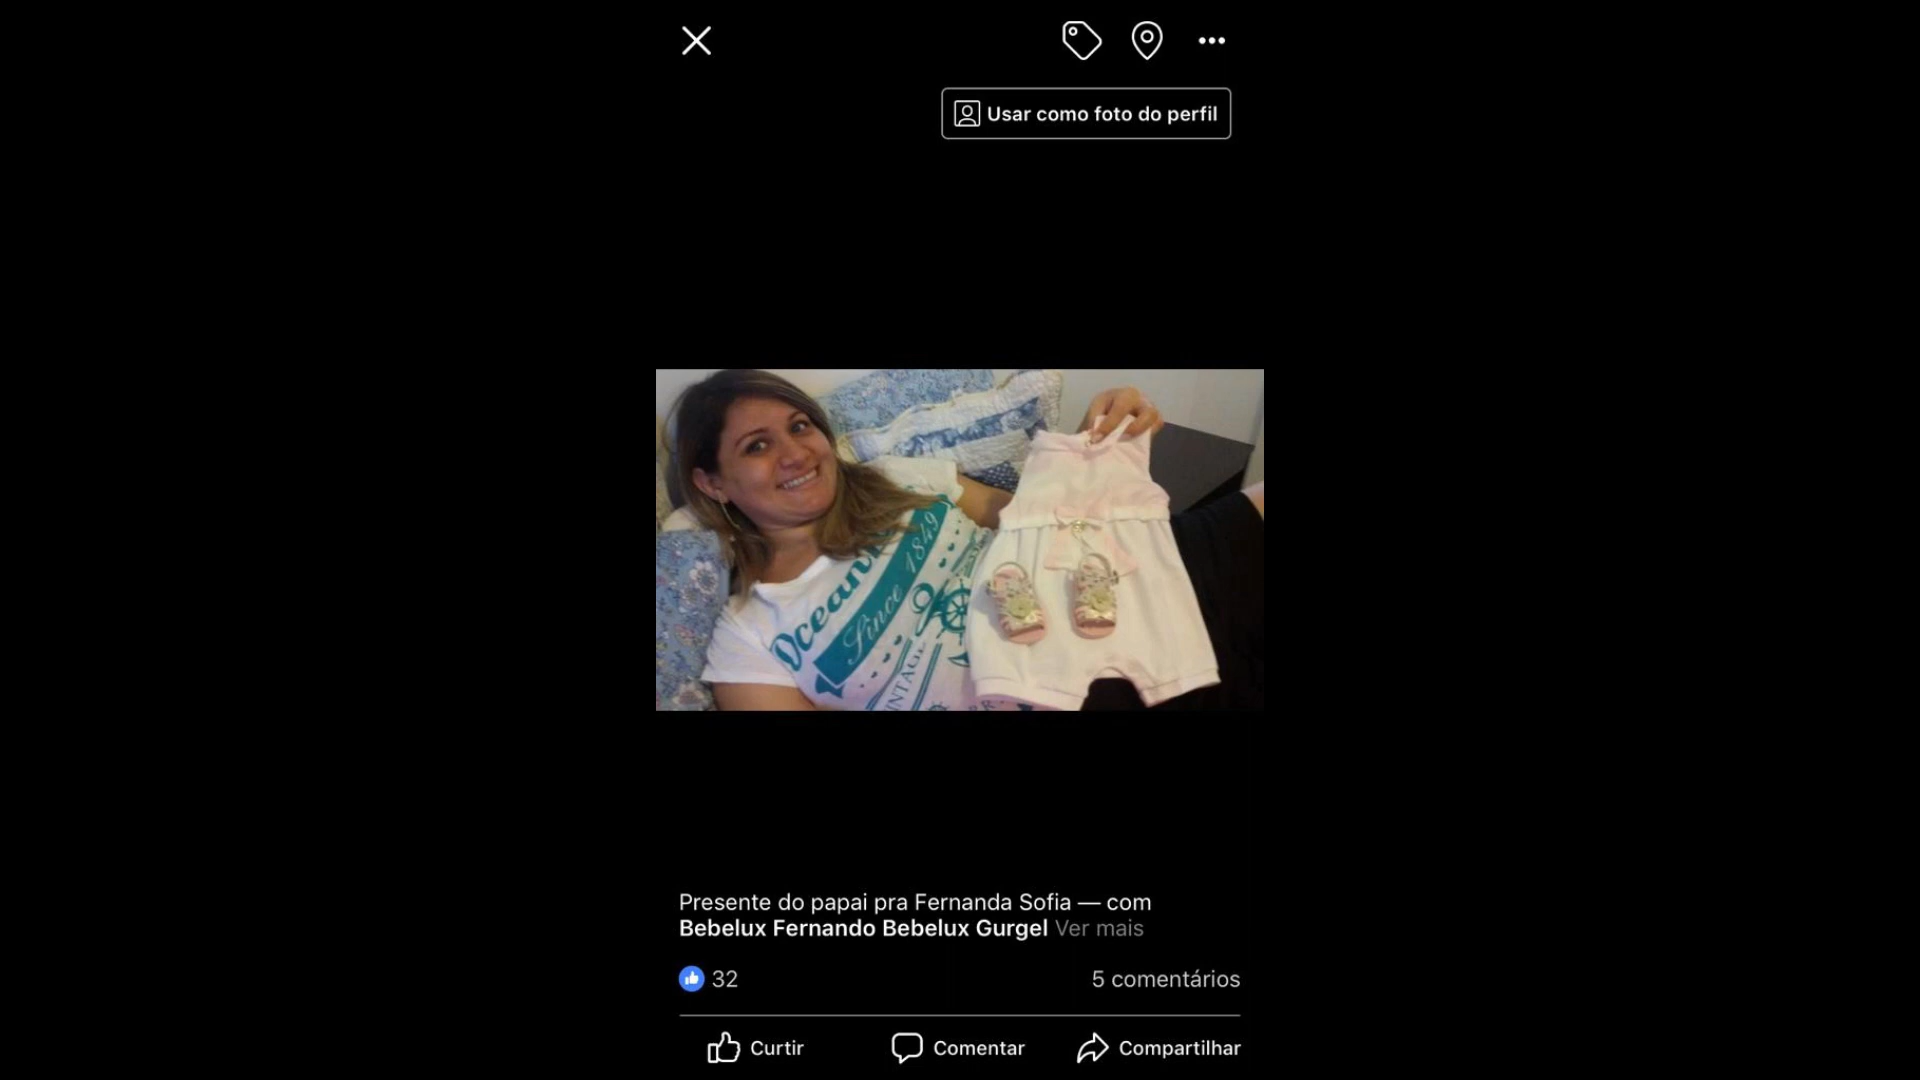 Usar como foto do perfil
Oceani
Since 1849
Presente do papai pra Fernanda Sofia — com
Bebelux Fernando Bebelux Gurgel Ver mais
32
5 comentários
Curtir
Comentar
Compartilhar